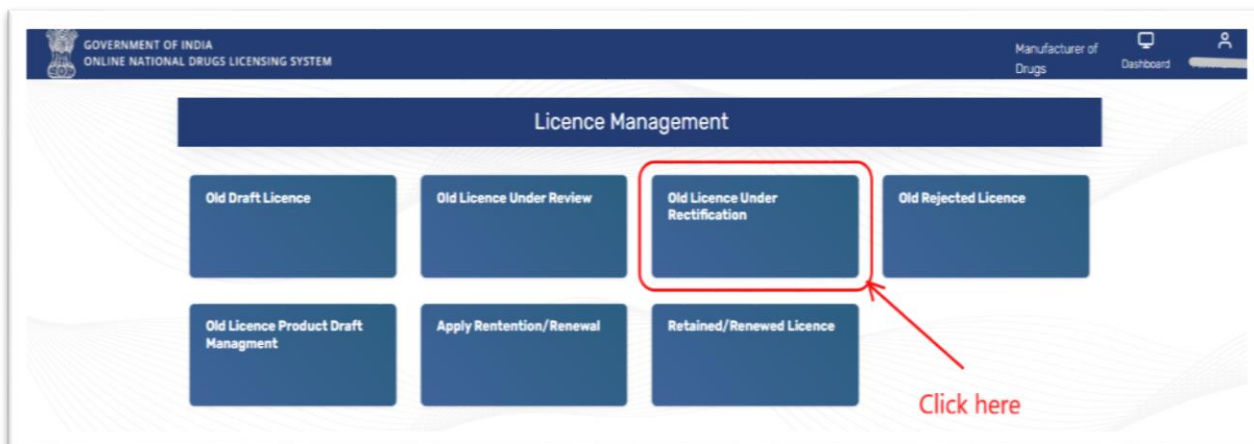 GOVERNMENT OF INDIA
ONLINE NATIONAL DRUGS LICENSING SYSTEM
Manufacturer of
Drugs
Dashboard
Licence Management
Old Draft Licence
Old Licence Under Review
Old Licence Under
Rectification
Old Rejected Licence
Old Licence Product Draft
Managment
Apply Rentention/Renewal
Retained/Renewed Licence
Click here